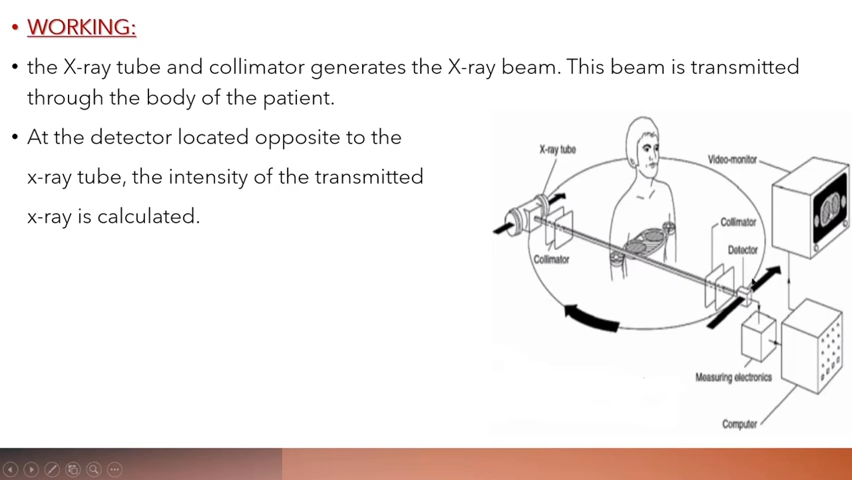 WORKING:
the X-ray tube and collimator generates the X-ray beam. This beam is transmitted
through the body of the patient.
At the detector located opposite to the
x-ray tube, the intensity of the transmitted
x-ray is calculated.
X-ray tube
Video-monitor
Collimator
Detector
Collimator
Measuring electronics
Computer